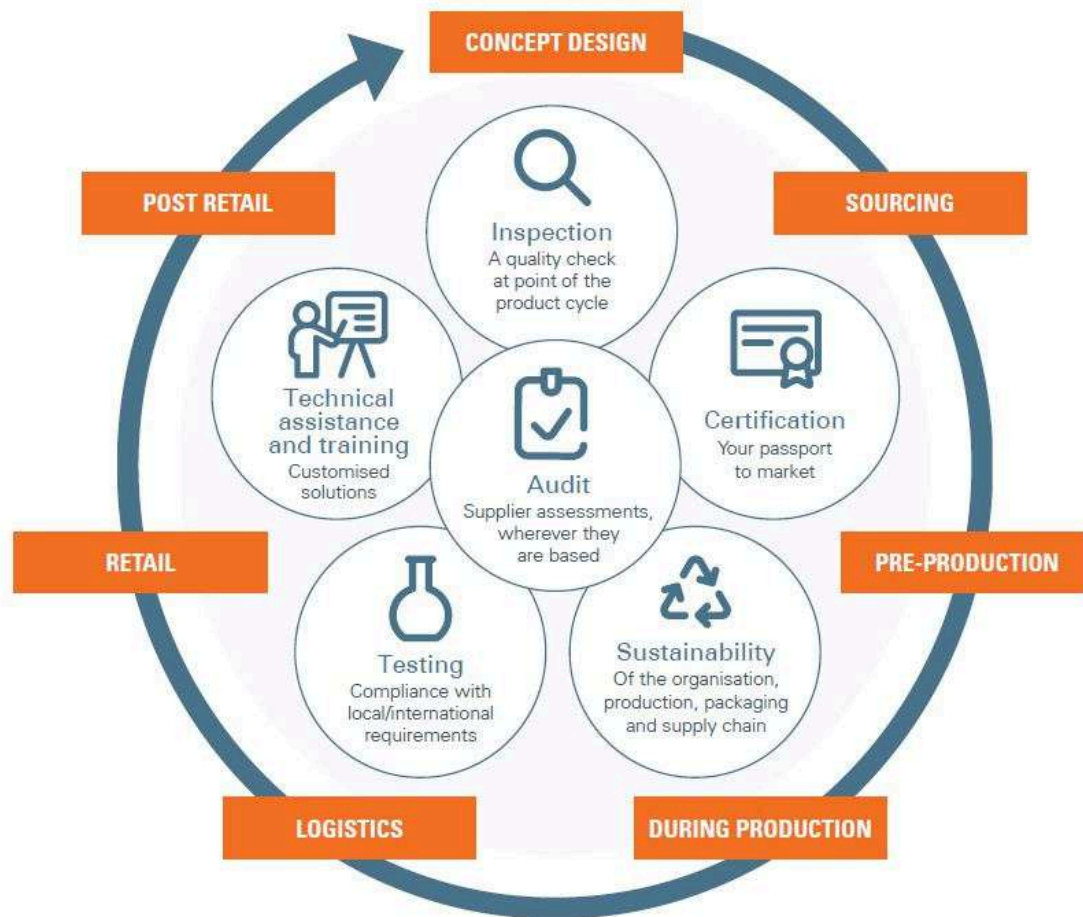 CONCEPT DESIGN
POST RETAIL
SOURCING
Inspection
A quality check
at point of the
product cycle
Technical
assistance
and training
Customised
solutions
Certification
Your passport
to market
Audit
Supplier assessments,
wherever they
are based
RETAIL
PRE-PRODUCTION
Testing
Compliance with
local/international
requirements
Sustainability
Of the organisation,
production, packaging
and supply chain
LOGISTICS
DURING PRODUCTION